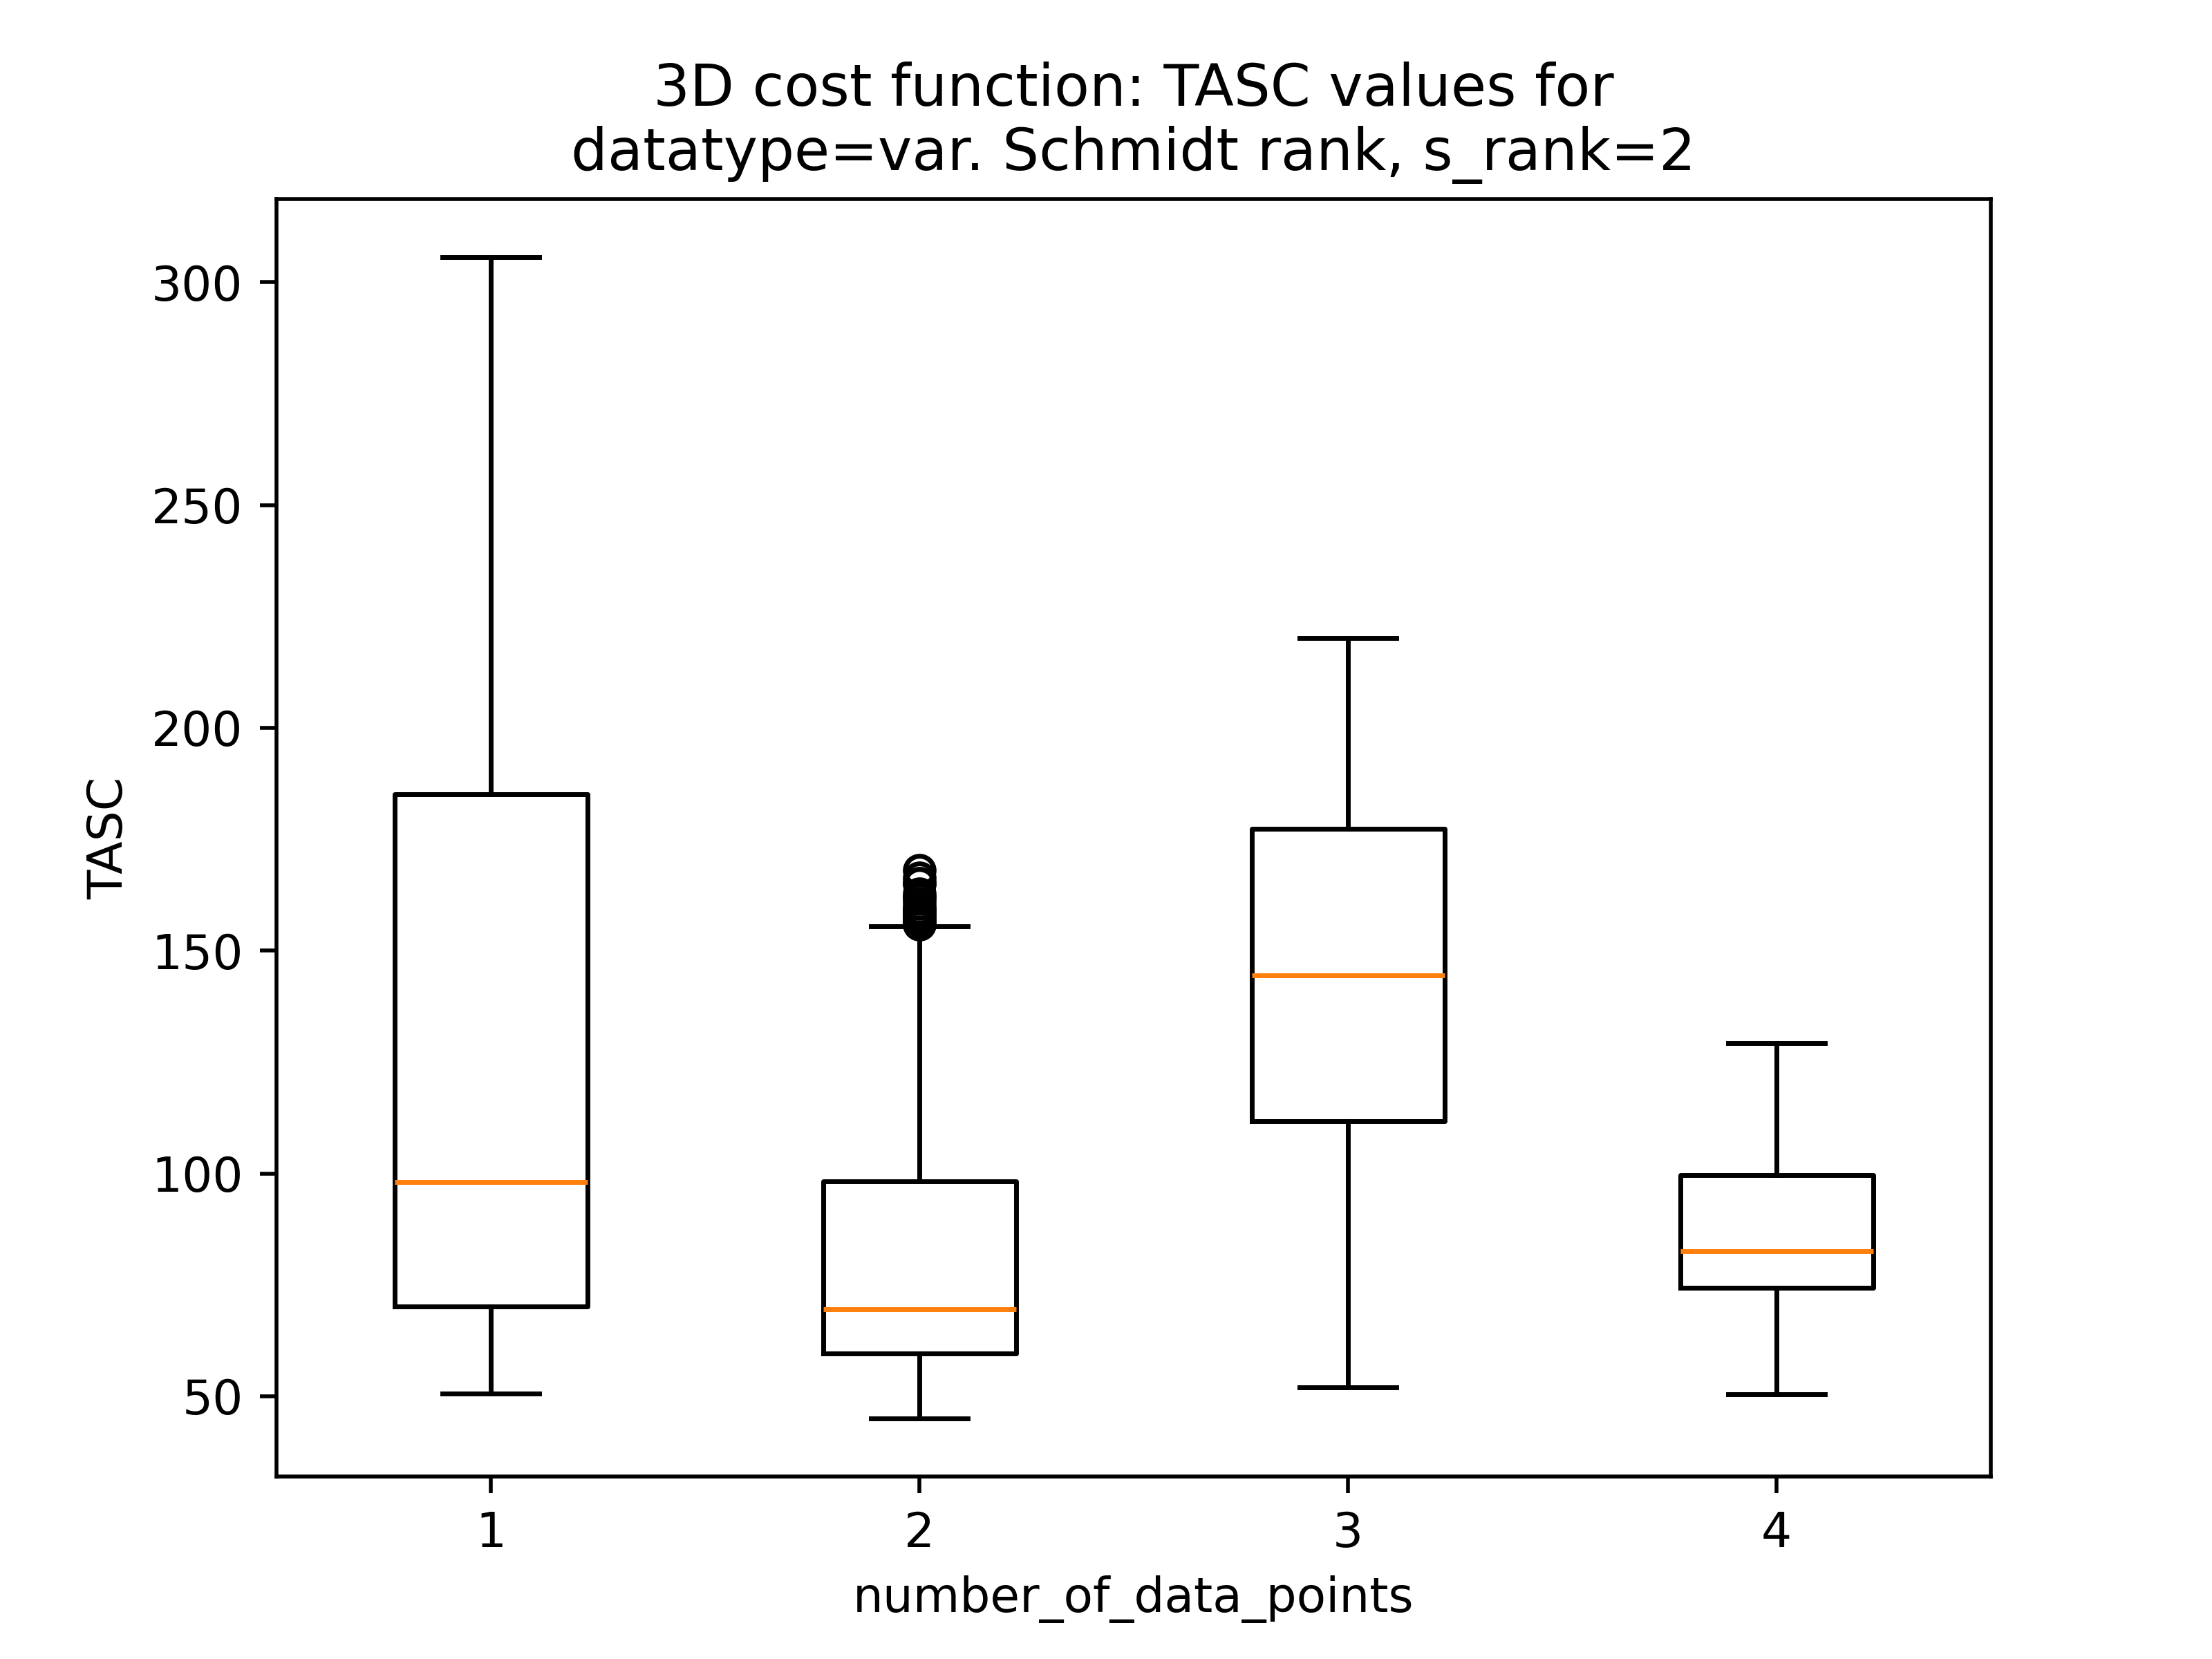 3D cost function: TASC values for
datatype=var. Schmidt rank, s_rank=2
300
250
200
150
100
50
TASC
1
2
3
4
number_of_data_points